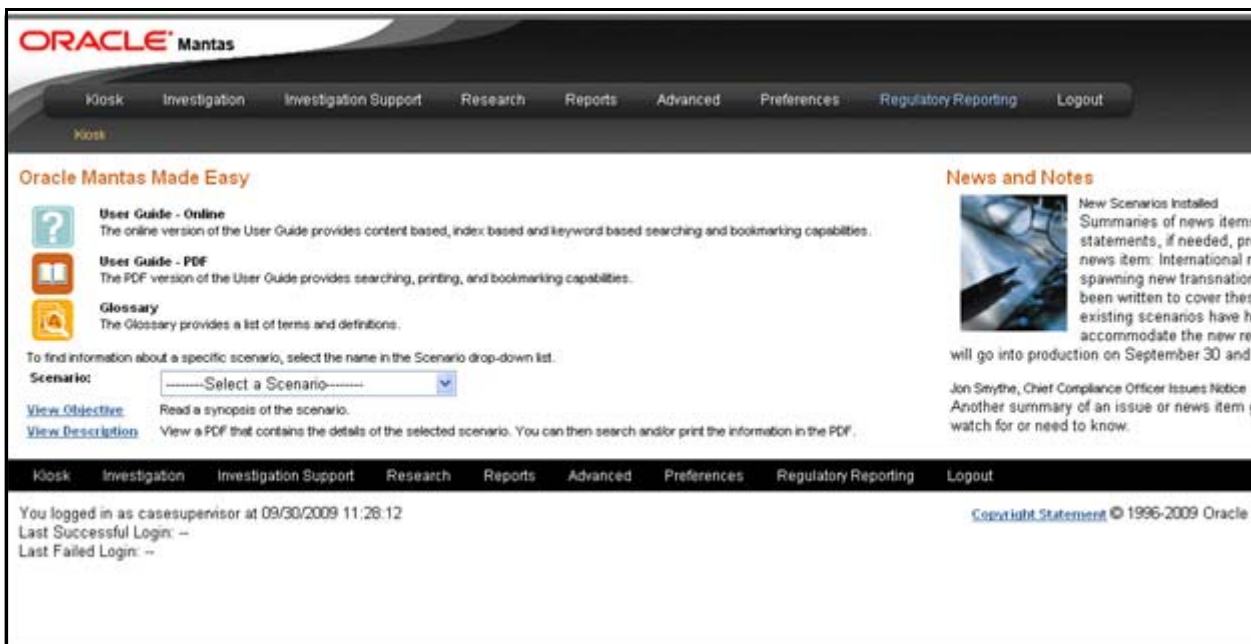 ORACLE Mantas
Kiosk Investigation Investigation Support Research Reports Advanced Preferences Regulatory Reporting Logout
Kiosk
Oracle Mantas Made Easy
User Guide - Online
The online version of the User Guide provides content based, index based and keyword based searching and bookmarking capabilities.
User Guide - PDF
The PDF version of the User Guide provides searching, printing, and bookmarking capabilities.
Glossary
The Glossary provides a list of terms and definitions.
To find information about a specific scenario, select the name in the Scenario drop-down list.
Scenario: --------Select a Scenario--------
View Objective Read a synopsis of the scenario.
View Description View a PDF that contains the details of the selected scenario. You can then search and/or print the information in the PDF.
News and Notes
New Scenarios Installed
Summaries of news items
statements, if needed,
news item: International
spawning new
been written to cover
existing scenarios have
accommodate the new
will go into production on September 30 and
Jon Smythe, Chief Compliance Officer Issues Notice
Another summary of an issue or news item
watch for or need to know.
Kiosk Investigation Investigation Support Research Reports Advanced Preferences Regulatory Reporting Logout
You logged in as casesupervisor at 09/30/2009 11:28:12
Last Successful Login: --
Last Failed Login: --
Copyright Statement © 1996-2009 Oracle